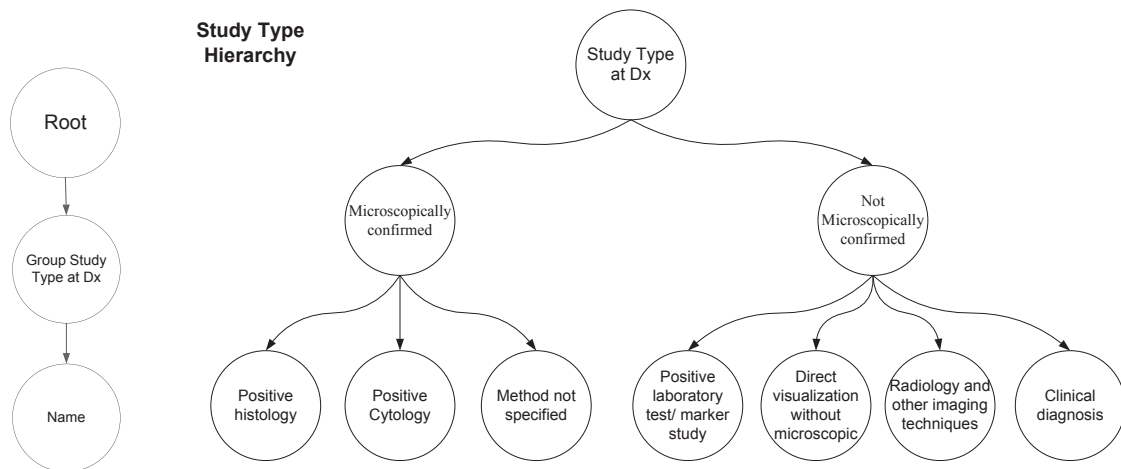 Study Type
Hierarchy
Study Type
at Dx
Root
Microscopically
confirmed
Not
Microscopically
confirmed
Group Study
Type at Dx
Name
Positive
histology
Positive
Cytology
Method not
specified
Positive
laboratory
test/ marker
study
Direct
visualization
without
microscopic
Radiology and
other imaging
techniques
Clinical
diagnosis